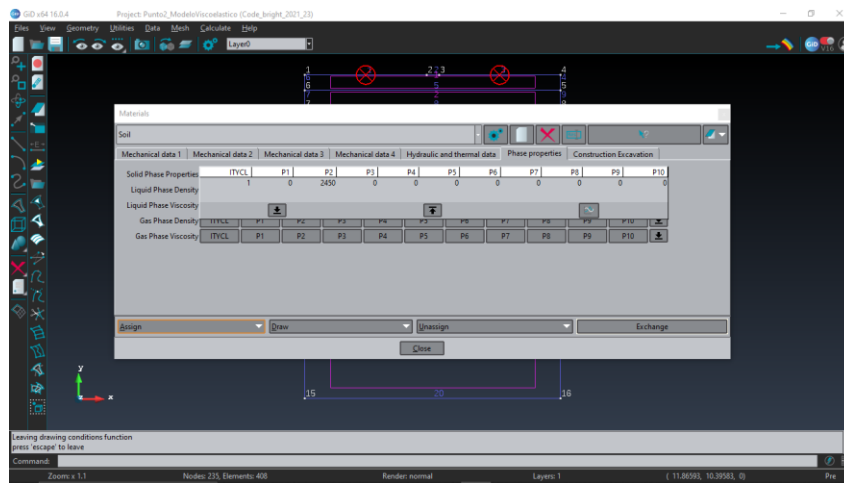 GiD x64 16.0.4 Project: Punto2_ModeloViscoelastico (Code_bright_2021_23)
Files View Geometry Utilities Data Mesh Calculate Help
Layer0
GiD V16
1 2 3 4
6 5 5
7
Materials
Soil
Mechanical data 1 Mechanical data 2 Mechanical data 3 Mechanical data 4 Hydraulic and thermal data Phase properties Construction Excavation
Solid Phase Properties ITYCL P1 P2 P3 P4 P5 P6 P7 P8 P9 P10
1 0 2450 0 0 0 0 0 0 0 0
Liquid Phase Density
Liquid Phase Viscosity
Gas Phase Density ITYCL P1 P2 P3 P4 P5 P6 P7 P8 P9 P10
Gas Phase Viscosity ITYCL P1 P2 P3 P4 P5 P6 P7 P8 P9 P10
Assign Draw Unassign Exchange
Close
y
x
15 20 16
Leaving drawing conditions function
press 'escape' to leave
Command:
Zoom: x 1.1 Nodes: 235, Elements: 408 Render: normal Layers: 1 ( 11.86593, 10.39583, 0) Pre